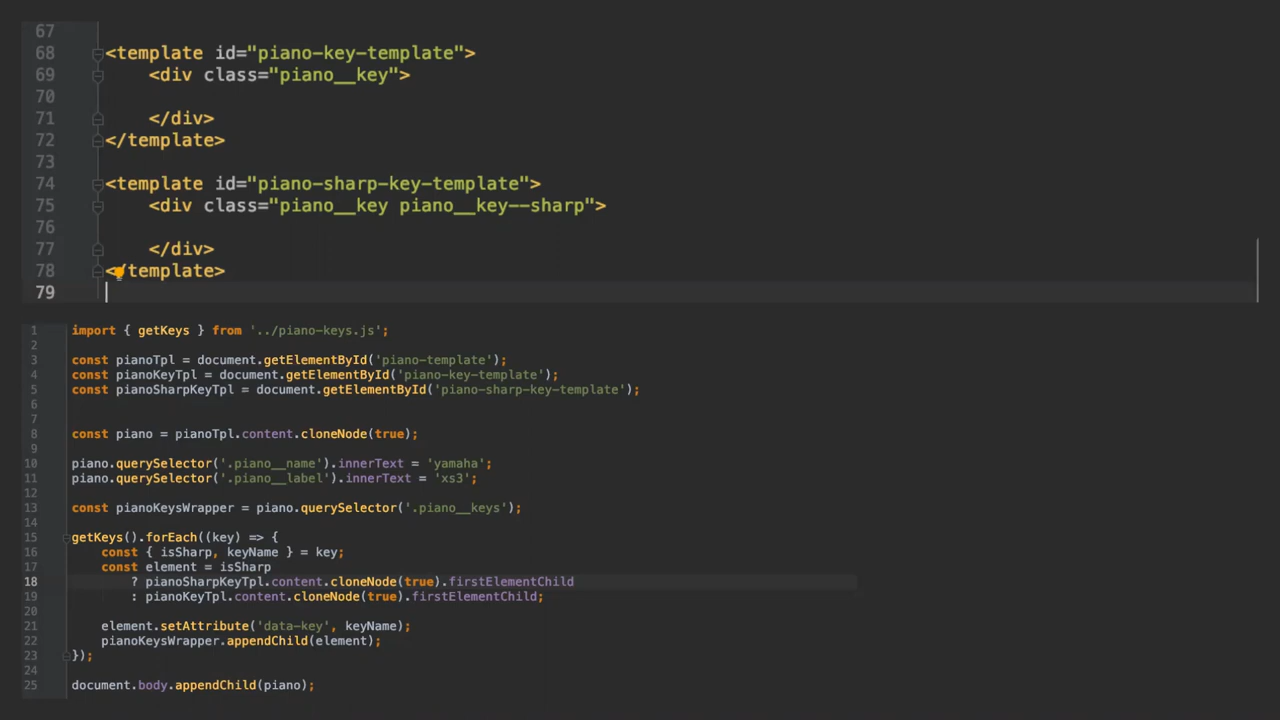 67
68 <template id="piano-key-template">
69     <div class="piano__key">
70
71     </div>
72 </template>
73
74 <template id="piano-sharp-key-template">
75     <div class="piano__key piano__key--sharp">
76
77     </div>
78 </template>
79
1 import { getKeys } from '../piano-keys.js';
2
3 const pianoTpl = document.getElementById('piano-template');
4 const pianoKeyTpl = document.getElementById('piano-key-template');
5 const pianoSharpKeyTpl = document.getElementById('piano-sharp-key-template');
6
7
8 const piano = pianoTpl.content.cloneNode(true);
9
10 piano.querySelector('.piano__name').innerText = 'yamaha';
11 piano.querySelector('.piano__label').innerText = 'xs3';
12
13 const pianoKeysWrapper = piano.querySelector('.piano__keys');
14
15 getKeys().forEach((key) => {
16     const { isSharp, keyName } = key;
17     const element = isSharp
18         ? pianoSharpKeyTpl.content.cloneNode(true).firstElementChild
19         : pianoKeyTpl.content.cloneNode(true).firstElementChild;
20
21     element.setAttribute('data-key', keyName);
22     pianoKeysWrapper.appendChild(element);
23 });
24
25 document.body.appendChild(piano);